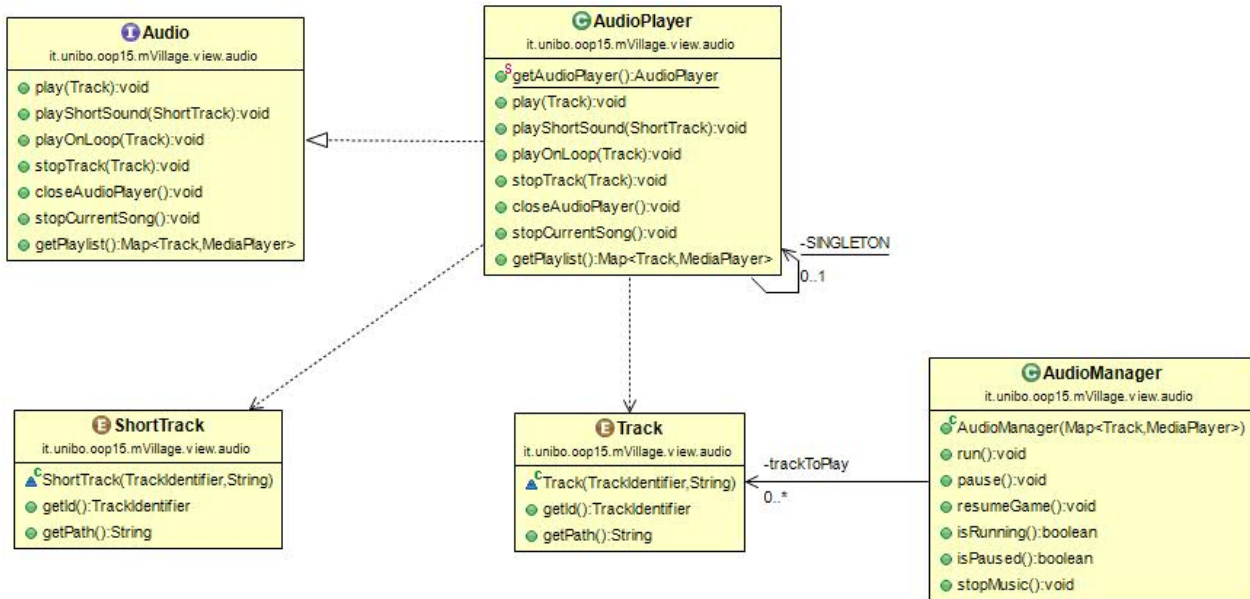 Audio
it.unibo.oop15.mVillage.view.audio
play(Track):void
playShortSound(ShortTrack):void
playOnLoop(Track):void
stopTrack(Track):void
closeAudioPlayer():void
stopCurrentSong():void
getPlaylist():Map<Track,MediaPlayer>
AudioPlayer
it.unibo.oop15.mVillage.view.audio
getAudioPlayer():AudioPlayer
play(Track):void
playShortSound(ShortTrack):void
playOnLoop(Track):void
stopTrack(Track):void
closeAudioPlayer():void
stopCurrentSong():void
getPlaylist():Map<Track,MediaPlayer>
-SINGLETON
0..1
ShortTrack
it.unibo.oop15.mVillage.view.audio
ShortTrack(TrackIdentifier,String)
getId():TrackIdentifier
getPath():String
Track
it.unibo.oop15.mVillage.view.audio
Track(TrackIdentifier,String)
getId():TrackIdentifier
getPath():String
-trackToPlay
0..*
AudioManager
it.unibo.oop15.mVillage.view.audio
AudioManager(Map<Track,MediaPlayer>)
run():void
pause():void
resumeGame():void
isRunning():boolean
isPaused():boolean
stopMusic():void